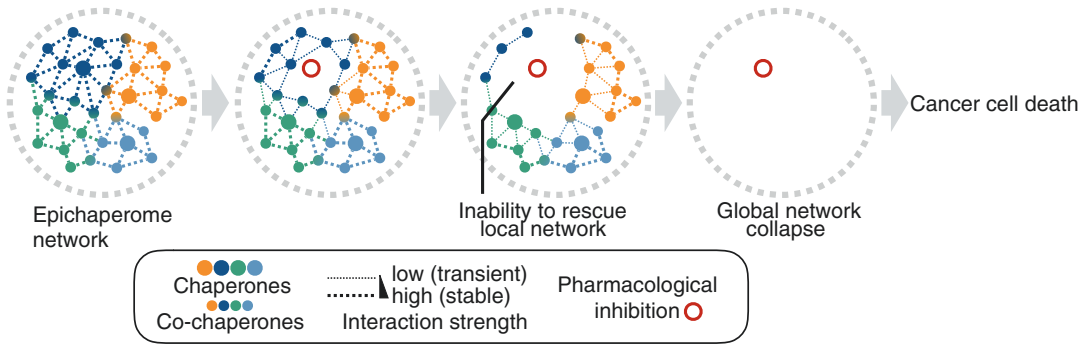 Cancer cell death
Epichaperome
network
Inability to rescue
local network
Global network
collapse
Chaperones
Co-chaperones
low (transient)
high (stable)
Interaction strength
Pharmacological
inhibition